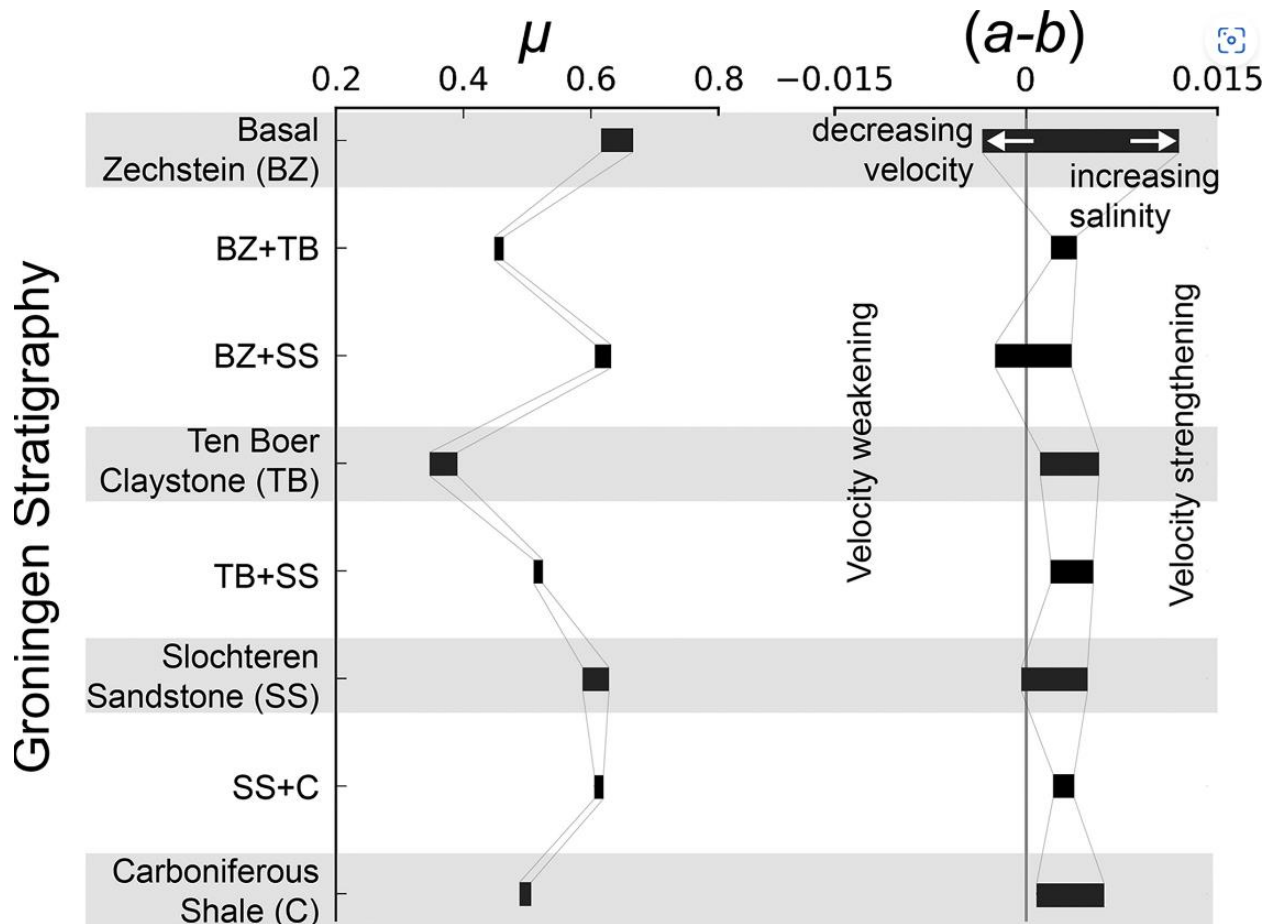 μ
(a-b)
0.2
0.4
0.6
0.8
−0.015
0
0.015
Groningen Stratigraphy
Basal
Zechstein (BZ)
BZ+TB
BZ+SS
Ten Boer
Claystone (TB)
TB+SS
Slochteren
Sandstone (SS)
SS+C
Carboniferous
Shale (C)
decreasing
velocity
increasing
salinity
Velocity weakening
Velocity strengthening